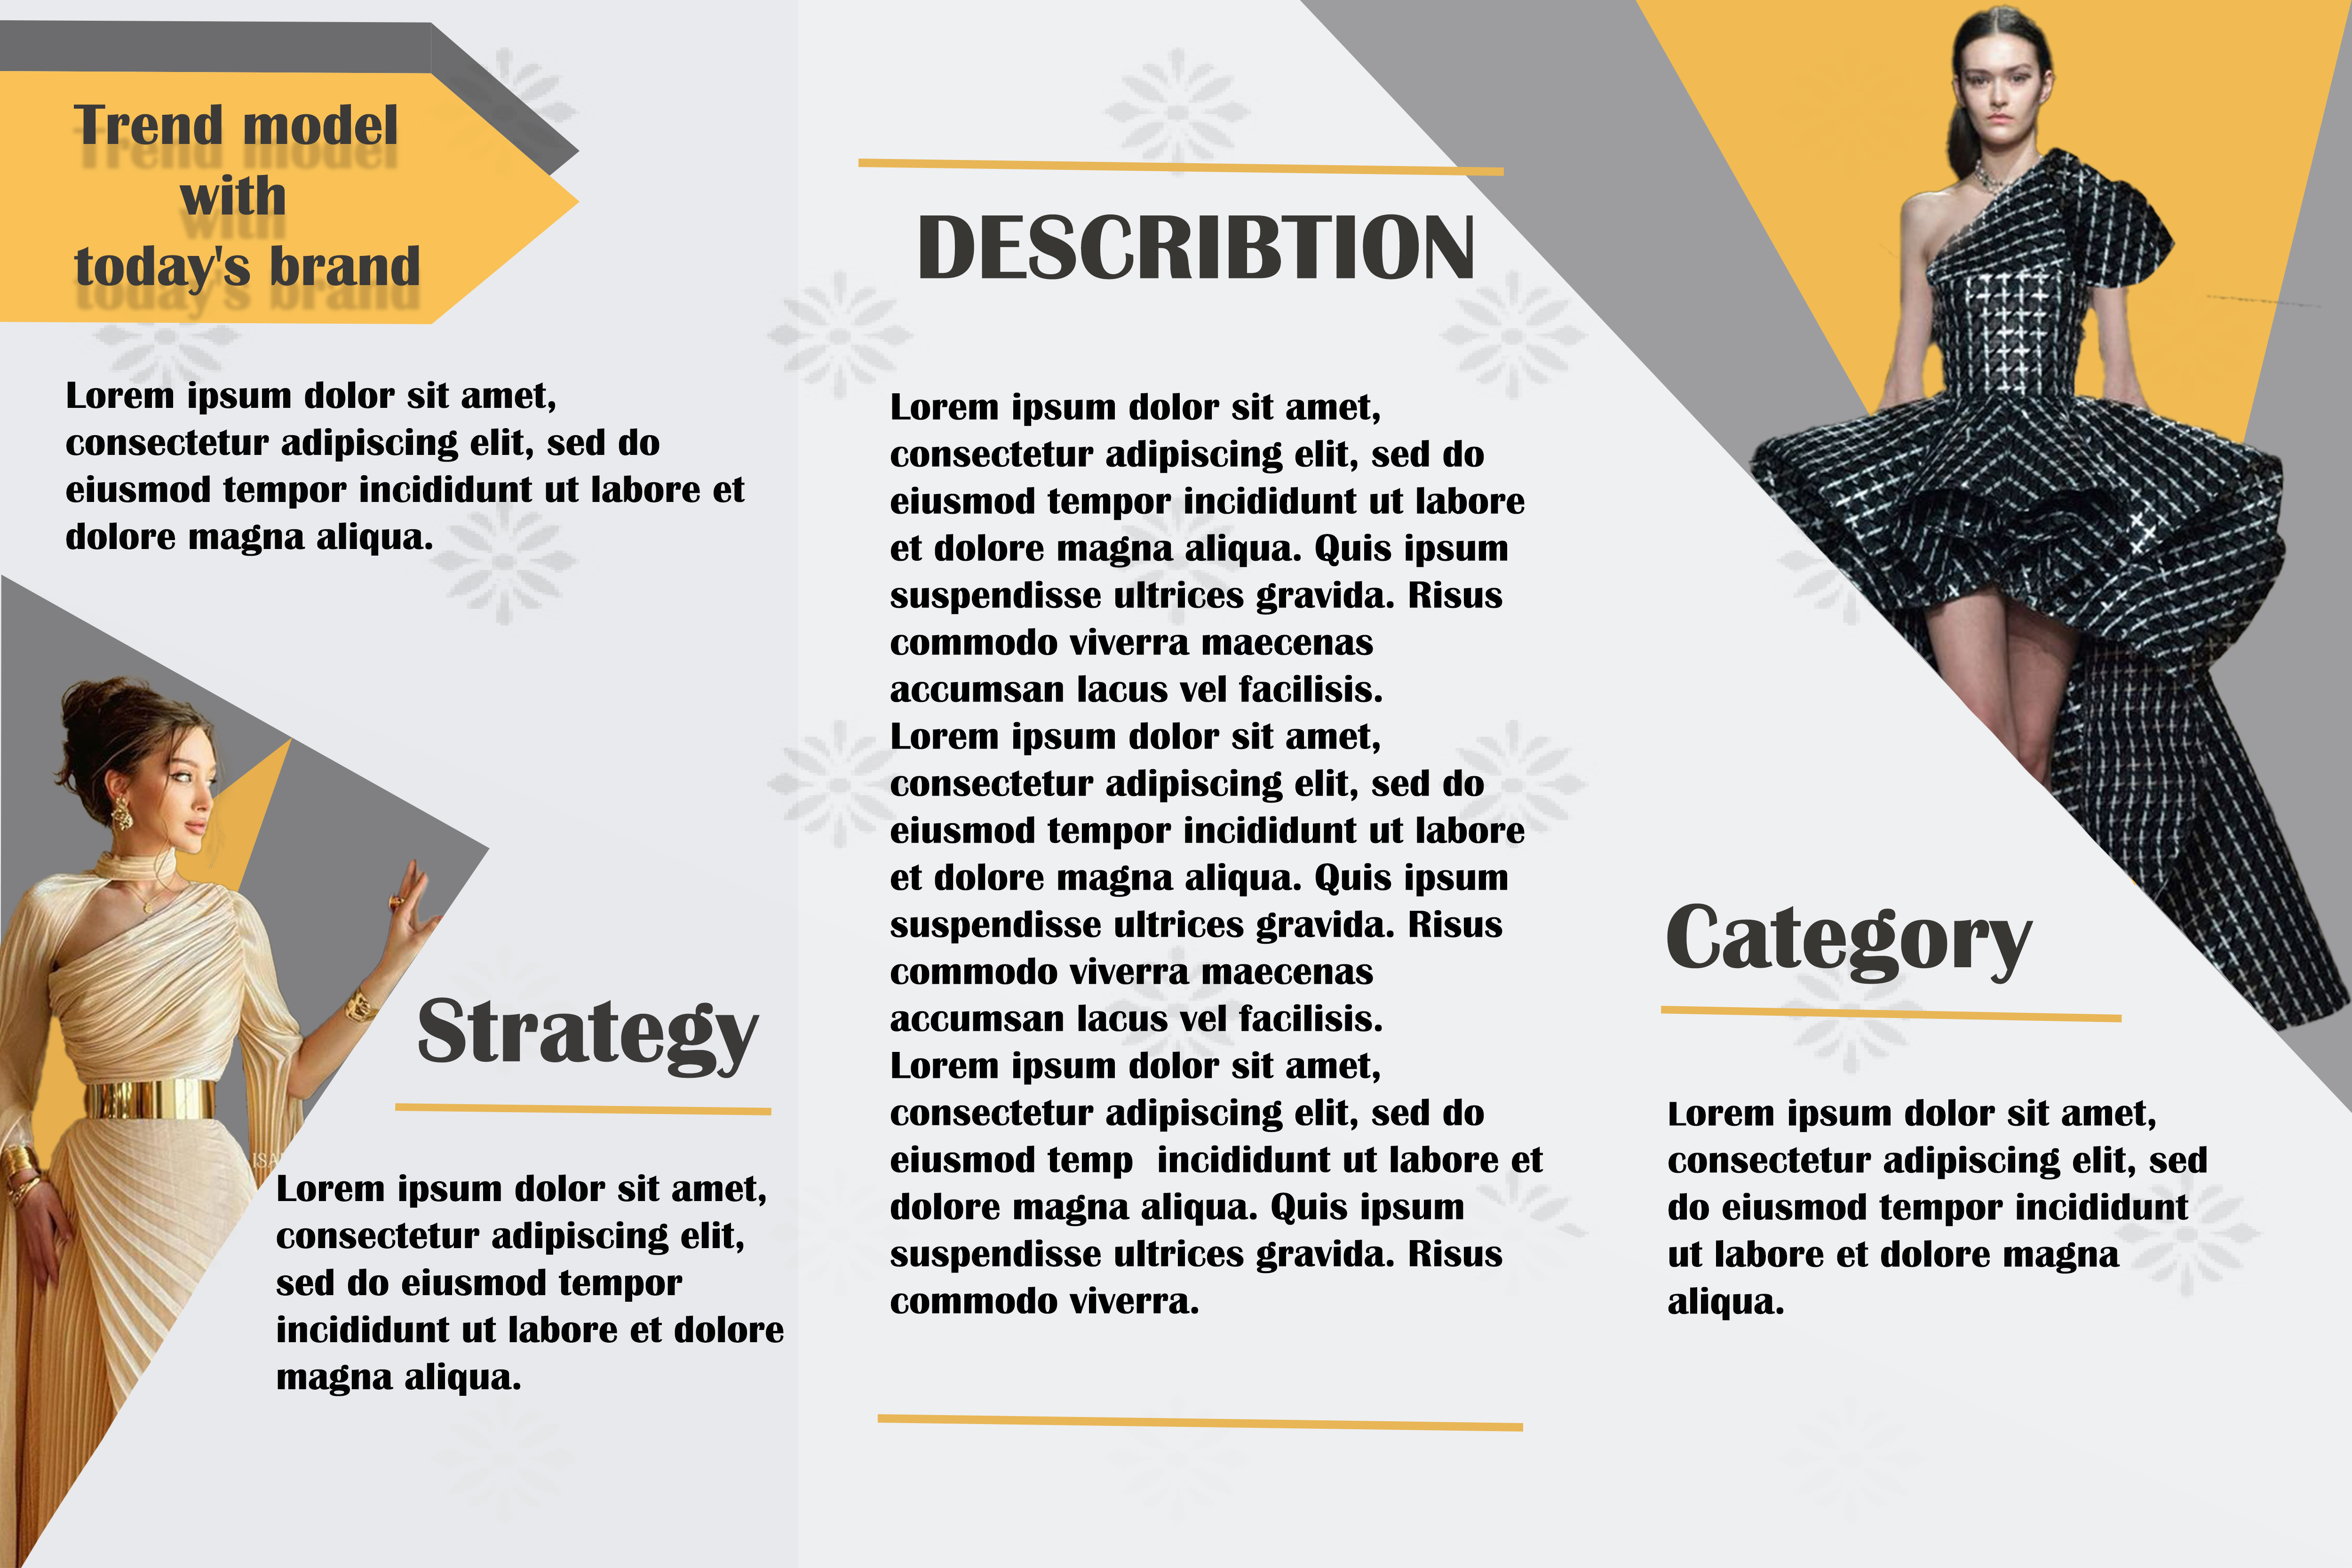 Trend model
with
today's brand
Lorem ipsum dolor sit amet,
consectetur adipiscing elit, sed do
eiusmod tempor incididunt ut labore et
dolore magna aliqua.
Strategy
Lorem ipsum dolor sit amet,
consectetur adipiscing elit,
sed do eiusmod tempor
incididunt ut labore et dolore
magna aliqua.
DESCRIBTION
Lorem ipsum dolor sit amet,
consectetur adipiscing elit, sed do
eiusmod tempor incididunt ut labore
et dolore magna aliqua. Quis ipsum
suspendisse ultrices gravida. Risus
commodo viverra maecenas
accumsan lacus vel facilisis.
Lorem ipsum dolor sit amet,
consectetur adipiscing elit, sed do
eiusmod tempor incididunt ut labore
et dolore magna aliqua. Quis ipsum
suspendisse ultrices gravida. Risus
commodo viverra maecenas
accumsan lacus vel facilisis.
Lorem ipsum dolor sit amet,
consectetur adipiscing elit, sed do
eiusmod temp  incididunt ut labore et
dolore magna aliqua. Quis ipsum
suspendisse ultrices gravida. Risus
commodo viverra.
Category
Lorem ipsum dolor sit amet,
consectetur adipiscing elit, sed
do eiusmod tempor incididunt
ut labore et dolore magna
aliqua.